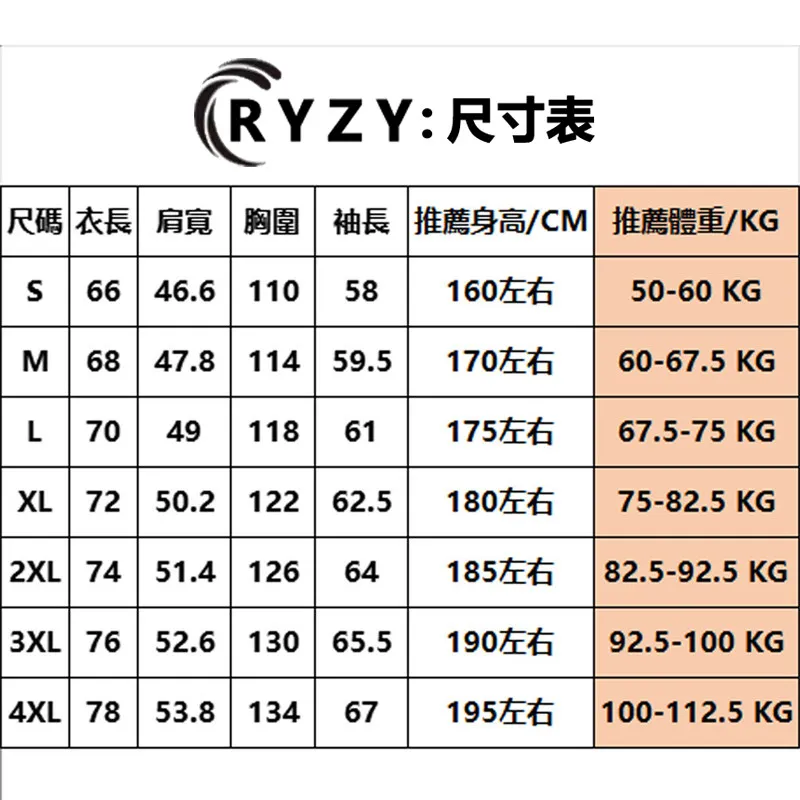 RYZY:尺寸表
尺碼 衣長 肩寬 胸圍 袖長 推薦身高/CM 推薦體重/KG
S 66 46.6 110 58 160左右 50-60 KG
M 68 47.8 114 59.5 170左右 60-67.5 KG
L 70 49 118 61 175左右 67.5-75 KG
XL 72 50.2 122 62.5 180左右 75-82.5 KG
2XL 74 51.4 126 64 185左右 82.5-92.5 KG
3XL 76 52.6 130 65.5 190左右 92.5-100 KG
4XL 78 53.8 134 67 195左右 100-112.5 KG